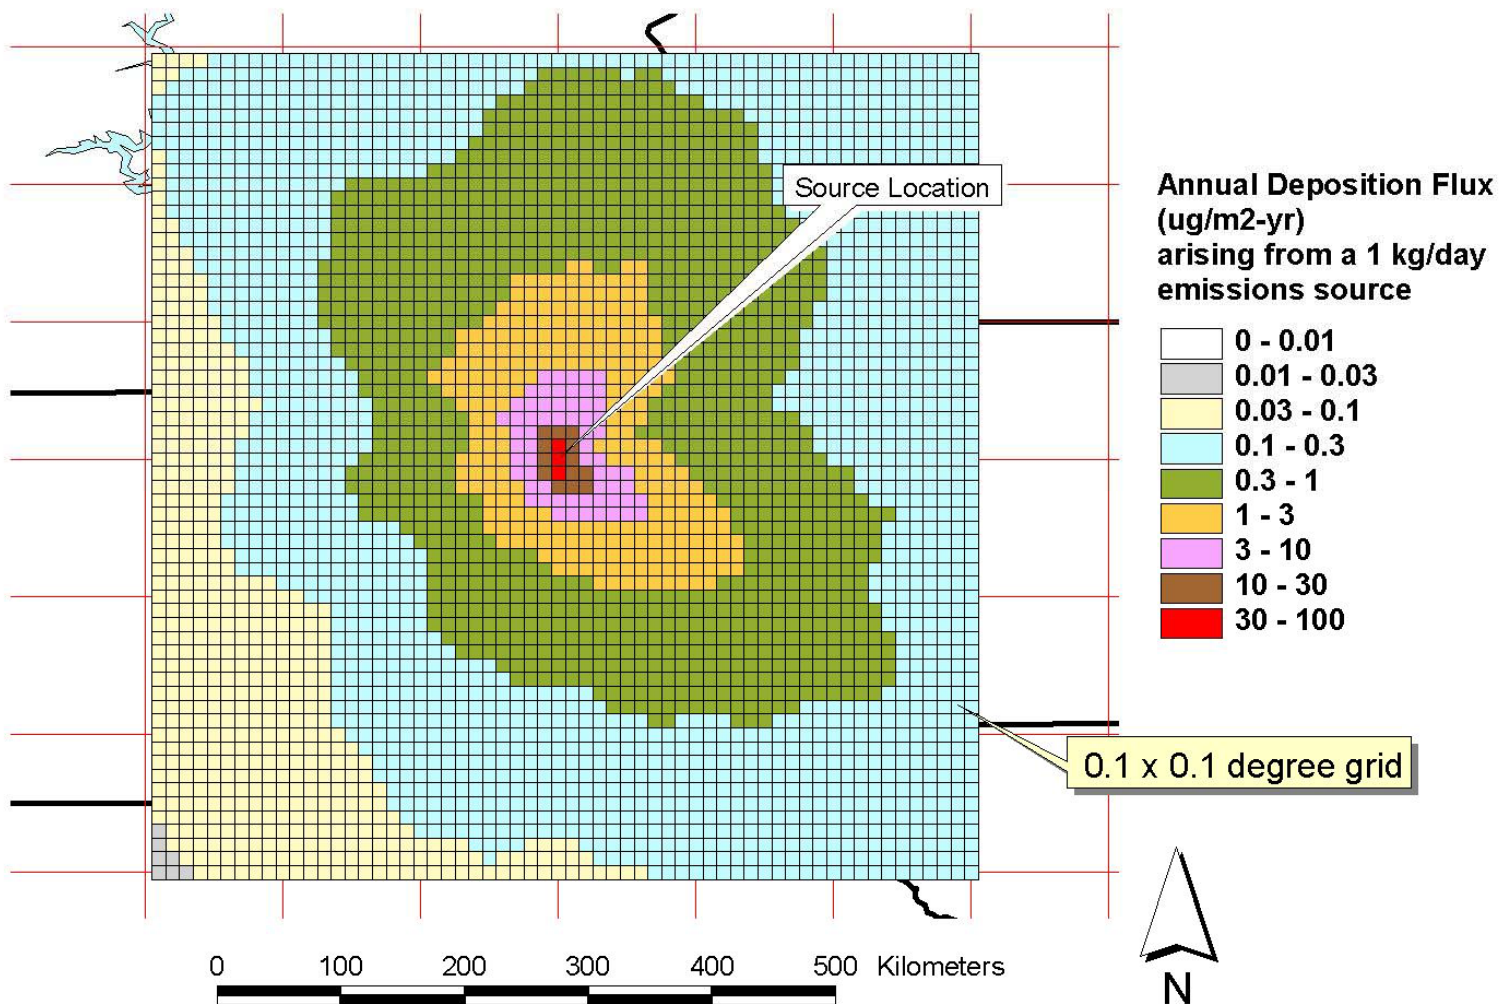 Source Location
Annual Deposition Flux
(ug/m2-yr)
arising from a 1 kg/day
emissions source
0 - 0.01
0.01 - 0.03
0.03 - 0.1
0.1 - 0.3
0.3 - 1
1 - 3
3 - 10
10 - 30
30 - 100
0.1 x 0.1 degree grid
0 100 200 300 400 500 Kilometers
N